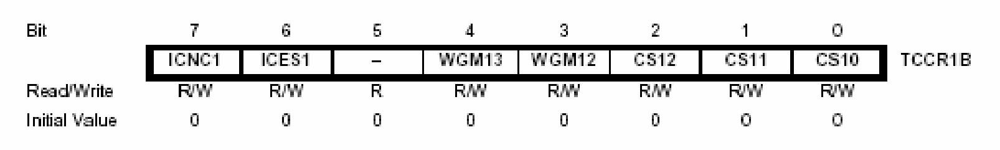 Bit 7 6 5 4 3 2 1 0
ICNC1 ICES1 – WGM13 WGM12 CS12 CS11 CS10 TCCR1B
Read/Write R/W R/W R R/W R/W R/W R/W R/W
Initial Value 0 0 0 0 0 0 0 0